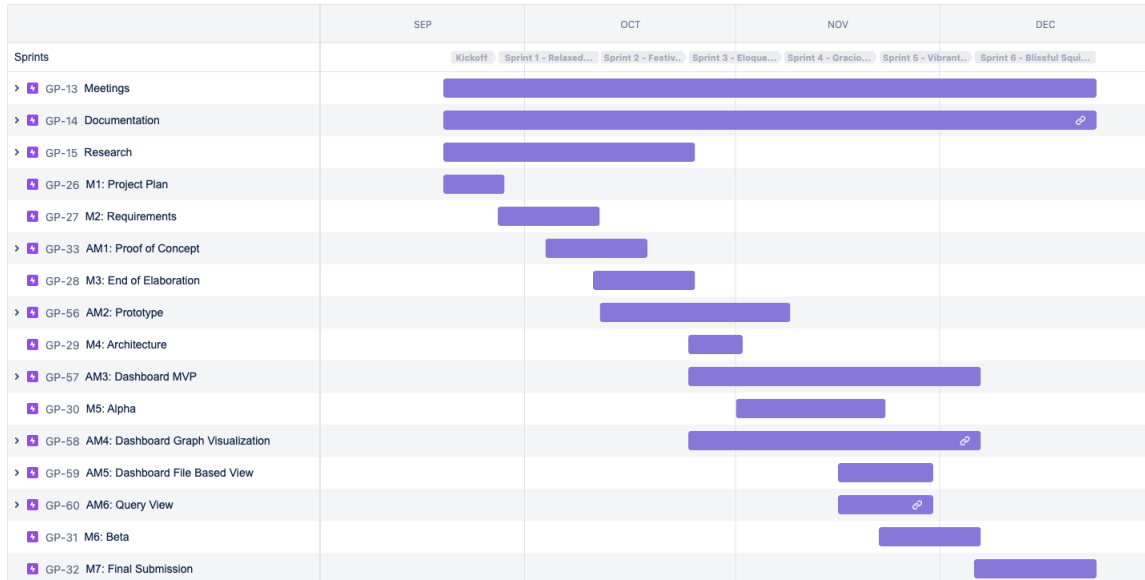 SEP OCT NOV DEC
Sprints Kickoff Sprint 1 - Relaxed... Sprint 2 - Festiv... Sprint 3 - Eloque... Sprint 4 - Gracio... Sprint 5 - Vibrant... Sprint 6 - Blissful Squi...
GP-13 Meetings
GP-14 Documentation
GP-15 Research
GP-26 M1: Project Plan
GP-27 M2: Requirements
GP-33 AM1: Proof of Concept
GP-28 M3: End of Elaboration
GP-56 AM2: Prototype
GP-29 M4: Architecture
GP-57 AM3: Dashboard MVP
GP-30 M5: Alpha
GP-58 AM4: Dashboard Graph Visualization
GP-59 AM5: Dashboard File Based View
GP-60 AM6: Query View
GP-31 M6: Beta
GP-32 M7: Final Submission